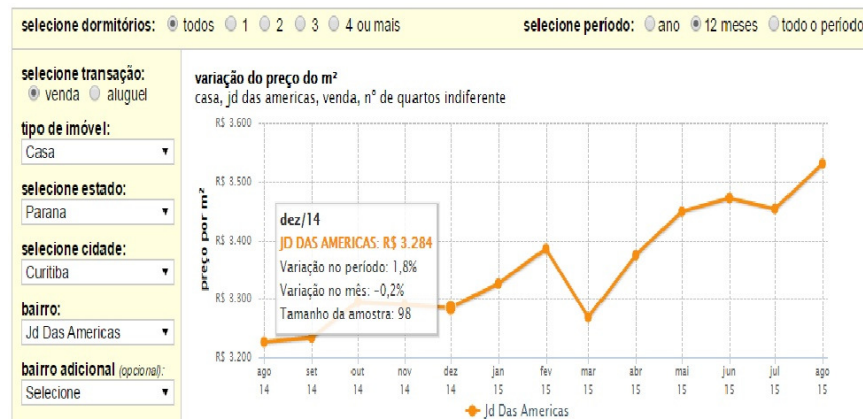 selecione dormitórios: todos 1 2 3 4 ou mais
selecione período: ano 12 meses todo o período
selecione transação:
venda aluguel
tipo de imóvel:
Casa
selecione estado:
Parana
selecione cidade:
Curitiba
bairro:
Jd Das Americas
bairro adicional (opcional):
Selecione
variação do preço do m²
casa, jd das americas, venda, n° de quartos indiferente
preço por m²
R$ 3.600
R$ 3.500
R$ 3.400
R$ 3.300
R$ 3.200
dez/14
JD DAS AMERICAS: R$ 3.284
Variação no período: 1,8%
Variação no mês: -0,2%
Tamanho da amostra: 98
ago set out nov dez jan fev mar abr mai jun jul ago
14 14 14 14 14 15 15 15 15 15 15 15 15
Jd Das Americas